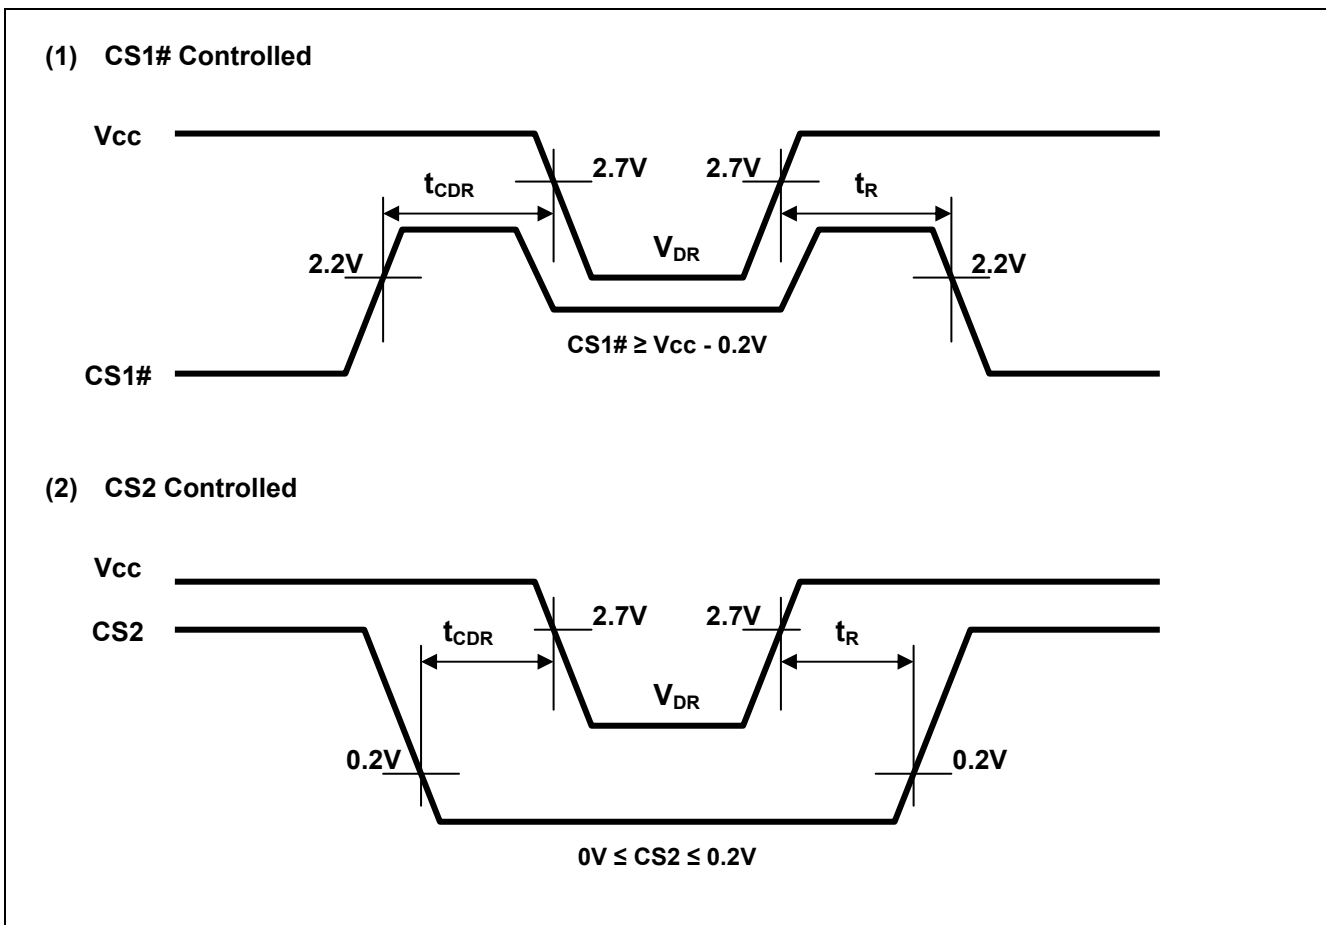 (1) CS1# Controlled
Vcc
2.7V 2.7V
tCDR tR
VDR
2.2V 2.2V
CS1# ≥ Vcc - 0.2V
CS1#
(2) CS2 Controlled
Vcc
2.7V 2.7V
CS2
tCDR tR
VDR
0.2V 0.2V
0V ≤ CS2 ≤ 0.2V